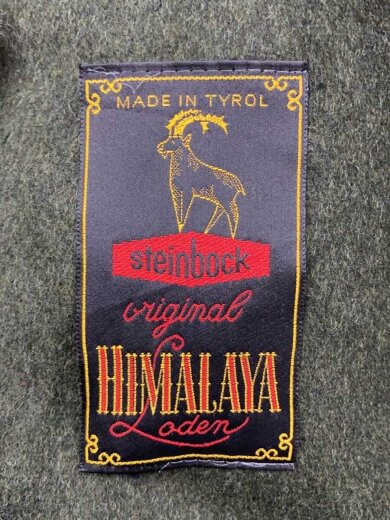 MADE IN TYROL
steinbock
original
HIMALAYA
Loden